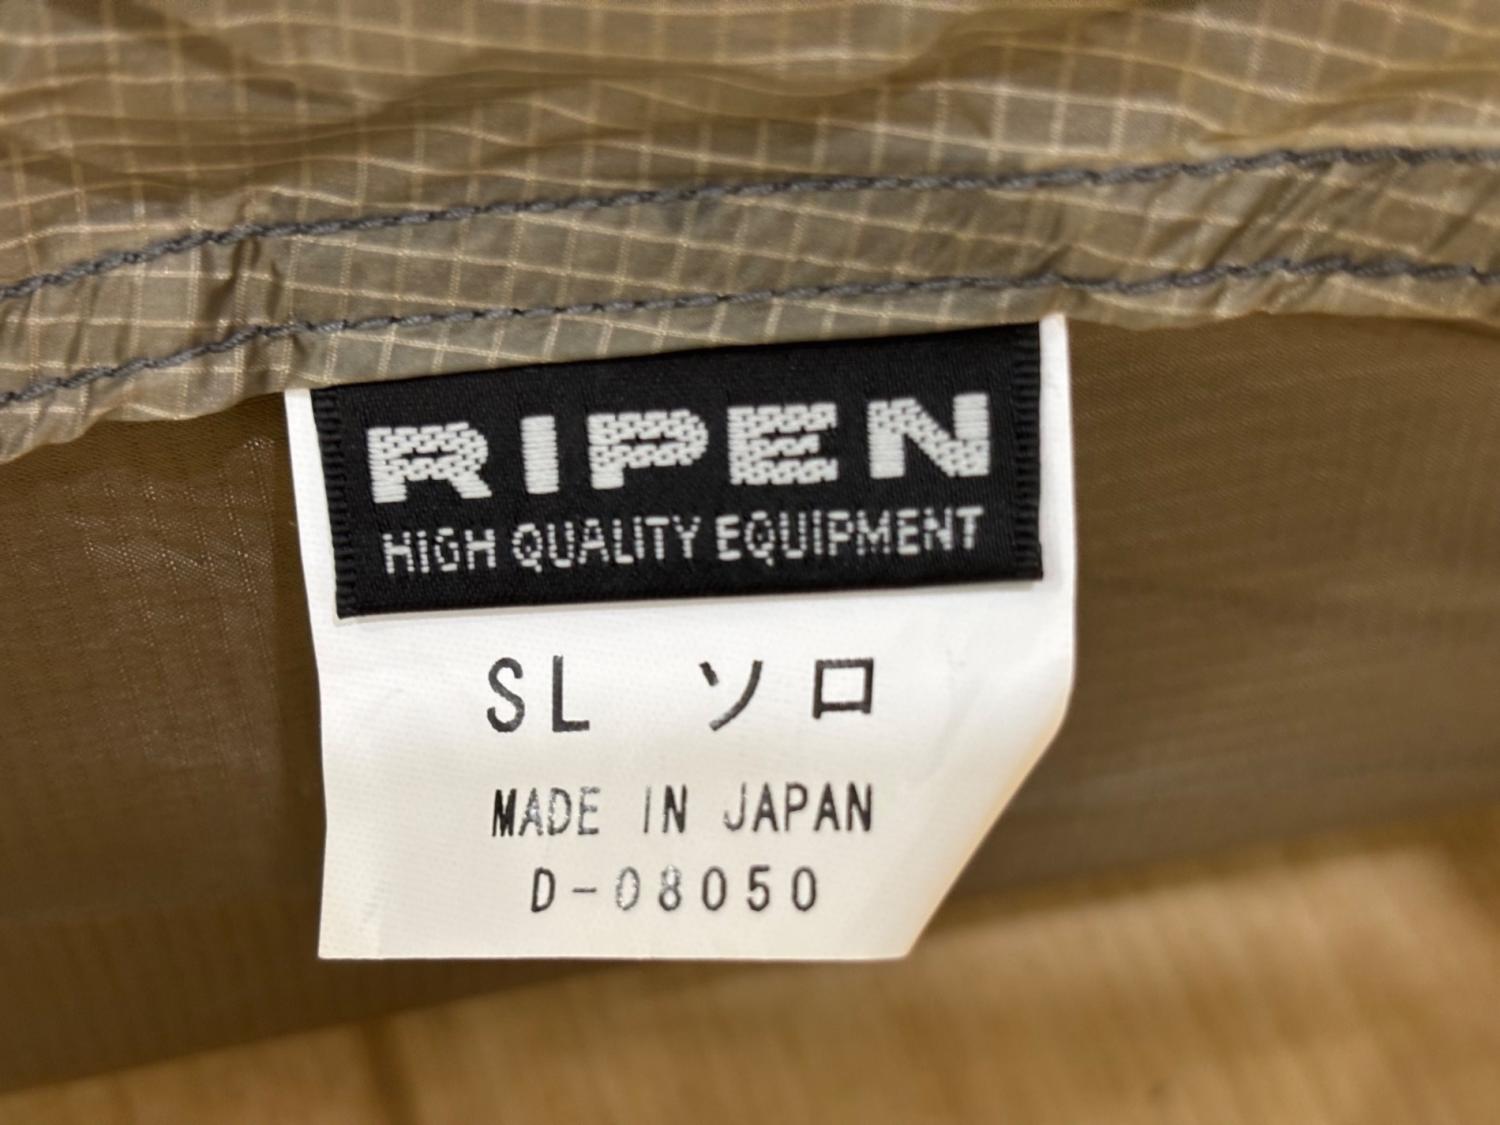 RIPEN
HIGH QUALITY EQUIPMENT
SL ソロ
MADE IN JAPAN
D-08050